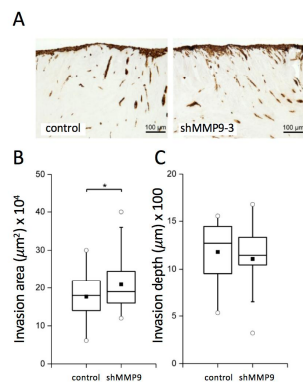 A
control
100 µm
shMMP9-3
100 µm
B
Invasion area (µm²) x 10⁴
50
40
30
20
10
0
*
control
shMMP9
C
Invasion depth (µm) x 100
20
15
10
5
0
control
shMMP9